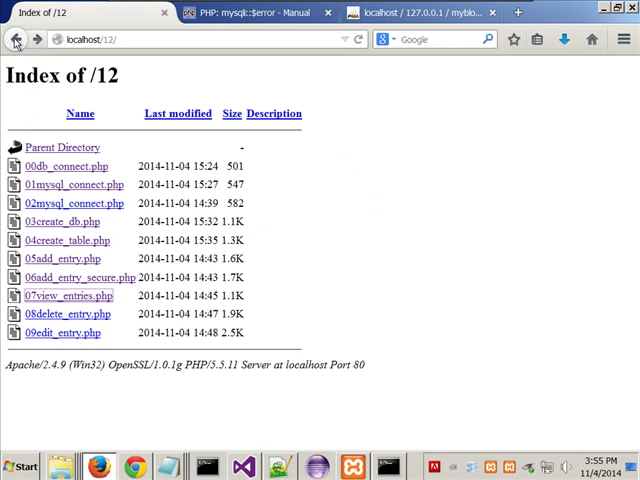 Index of /12
PHP: mysqli::$error - Manual
localhost / 127.0.0.1 / myblo...
localhost/12/
Google
Index of /12
Name Last modified Size Description
Parent Directory -
00db_connect.php 2014-11-04 15:24 501
01mysql_connect.php 2014-11-04 15:27 547
02mysql_connect.php 2014-11-04 14:39 582
03create_db.php 2014-11-04 15:32 1.1K
04create_table.php 2014-11-04 15:35 1.3K
05add_entry.php 2014-11-04 14:43 1.6K
06add_entry_secure.php 2014-11-04 14:43 1.7K
07view_entries.php 2014-11-04 14:45 1.1K
08delete_entry.php 2014-11-04 14:47 1.9K
09edit_entry.php 2014-11-04 14:48 2.5K
Apache/2.4.9 (Win32) OpenSSL/1.0.1g PHP/5.5.11 Server at localhost Port 80
Start
3:55 PM
11/4/2014